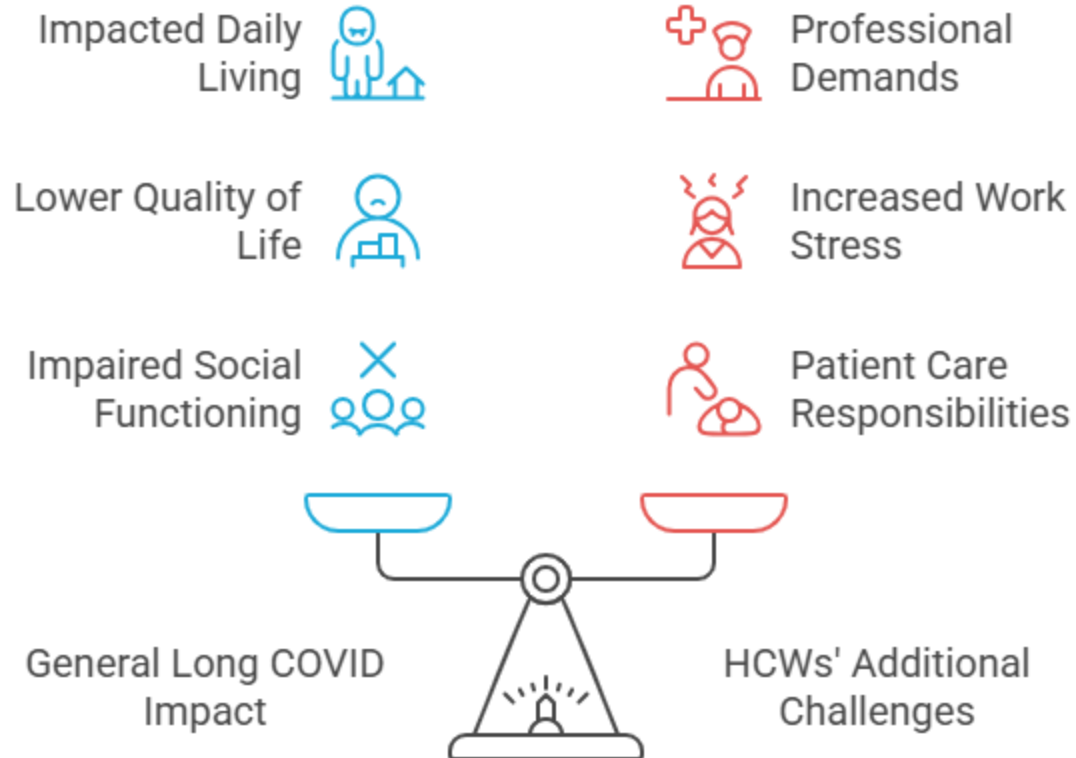 Impacted Daily
Living
Professional
Demands
Lower Quality of
Life
Increased Work
Stress
Impaired Social
Functioning
Patient Care
Responsibilities
General Long COVID
Impact
HCWs' Additional
Challenges